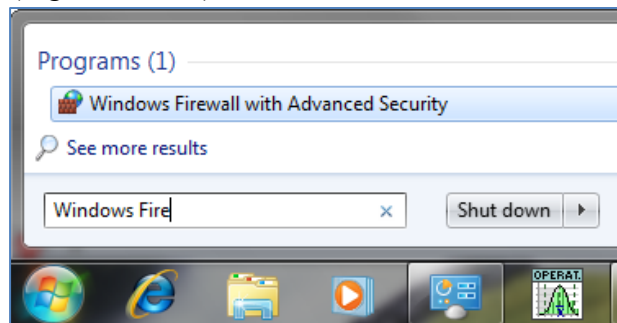 Programs (1)
Windows Firewall with Advanced Security
See more results
Windows Fire
Shut down
OPERAT.